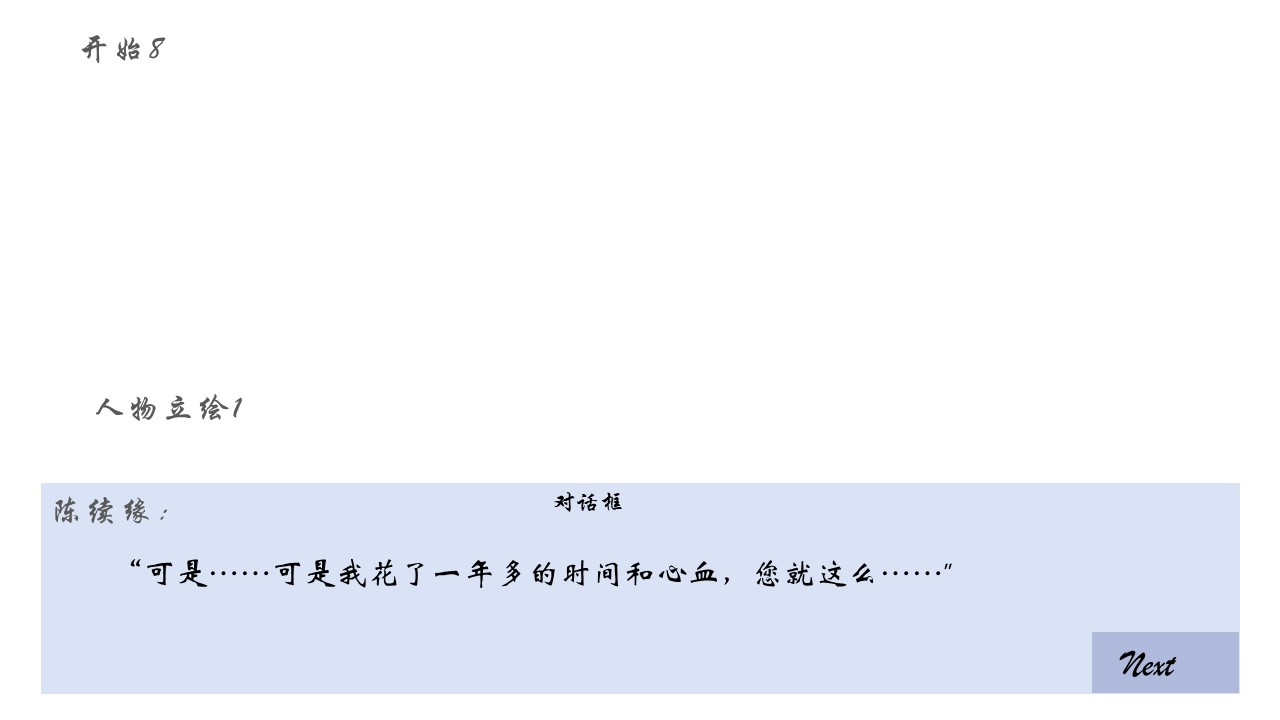 开始8
人物立绘1
对话框
陈续缘：
“可是……可是我花了一年多的时间和心血，您就这么……”
Next